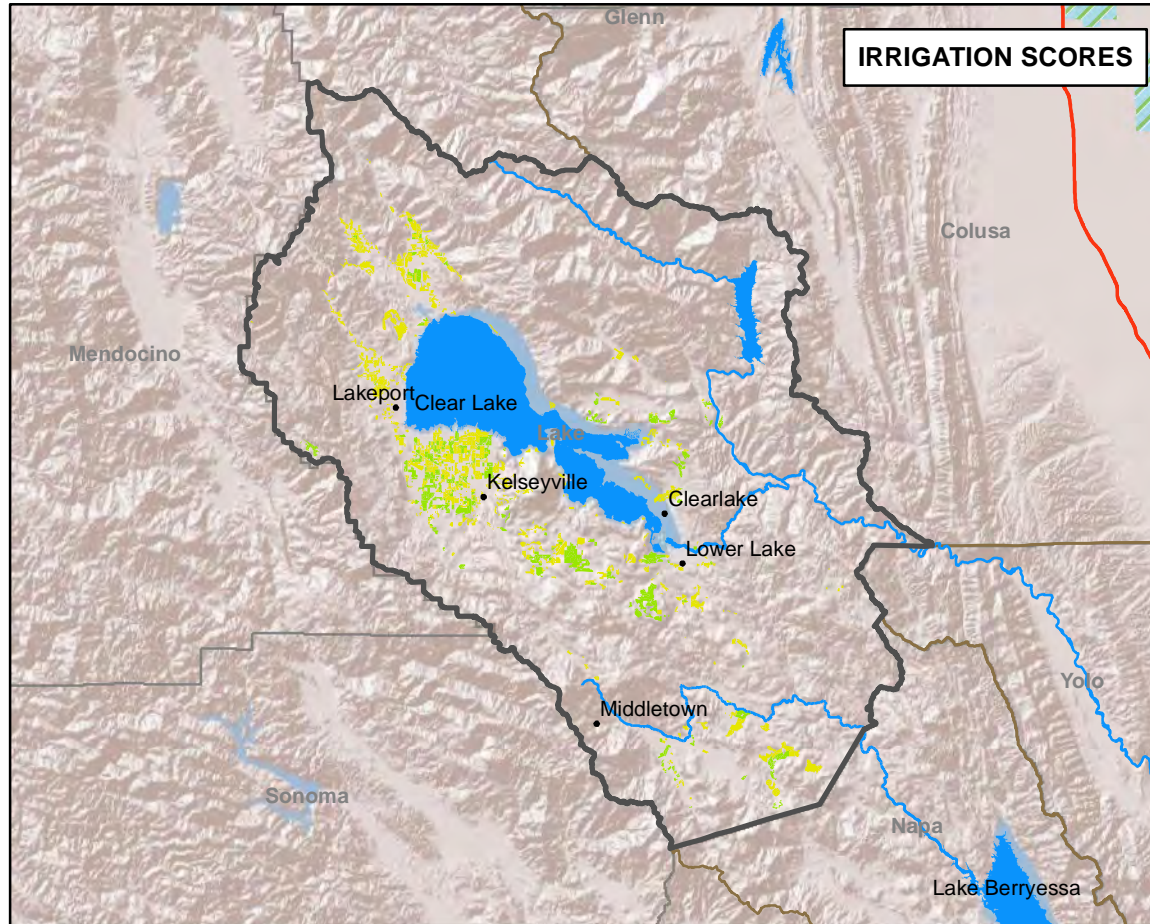 Glenn
IRRIGATION SCORES
Colusa
Mendocino
Lakeport
Clear Lake
Lake
Kelseyville
Clearlake
Lower Lake
Yolo
Middletown
Sonoma
Napa
Lake Berryessa